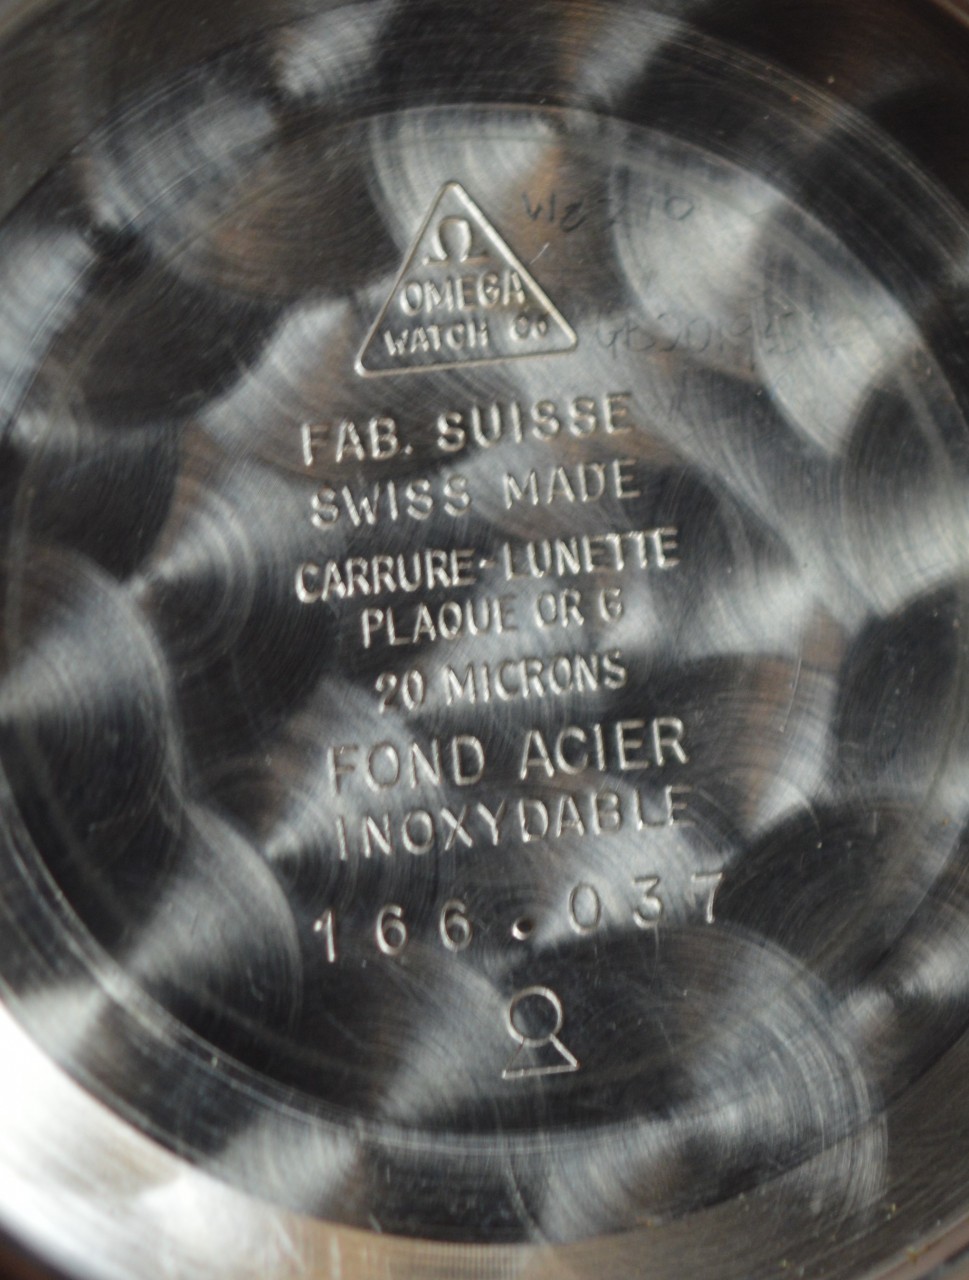 Ω
OMEGA
WATCH Co
FAB. SUISSE
SWISS MADE
CARRURE-LUNETTE
PLAQUE OR G
20 MICRONS
FOND ACIER
INOXYDABLE
166.037